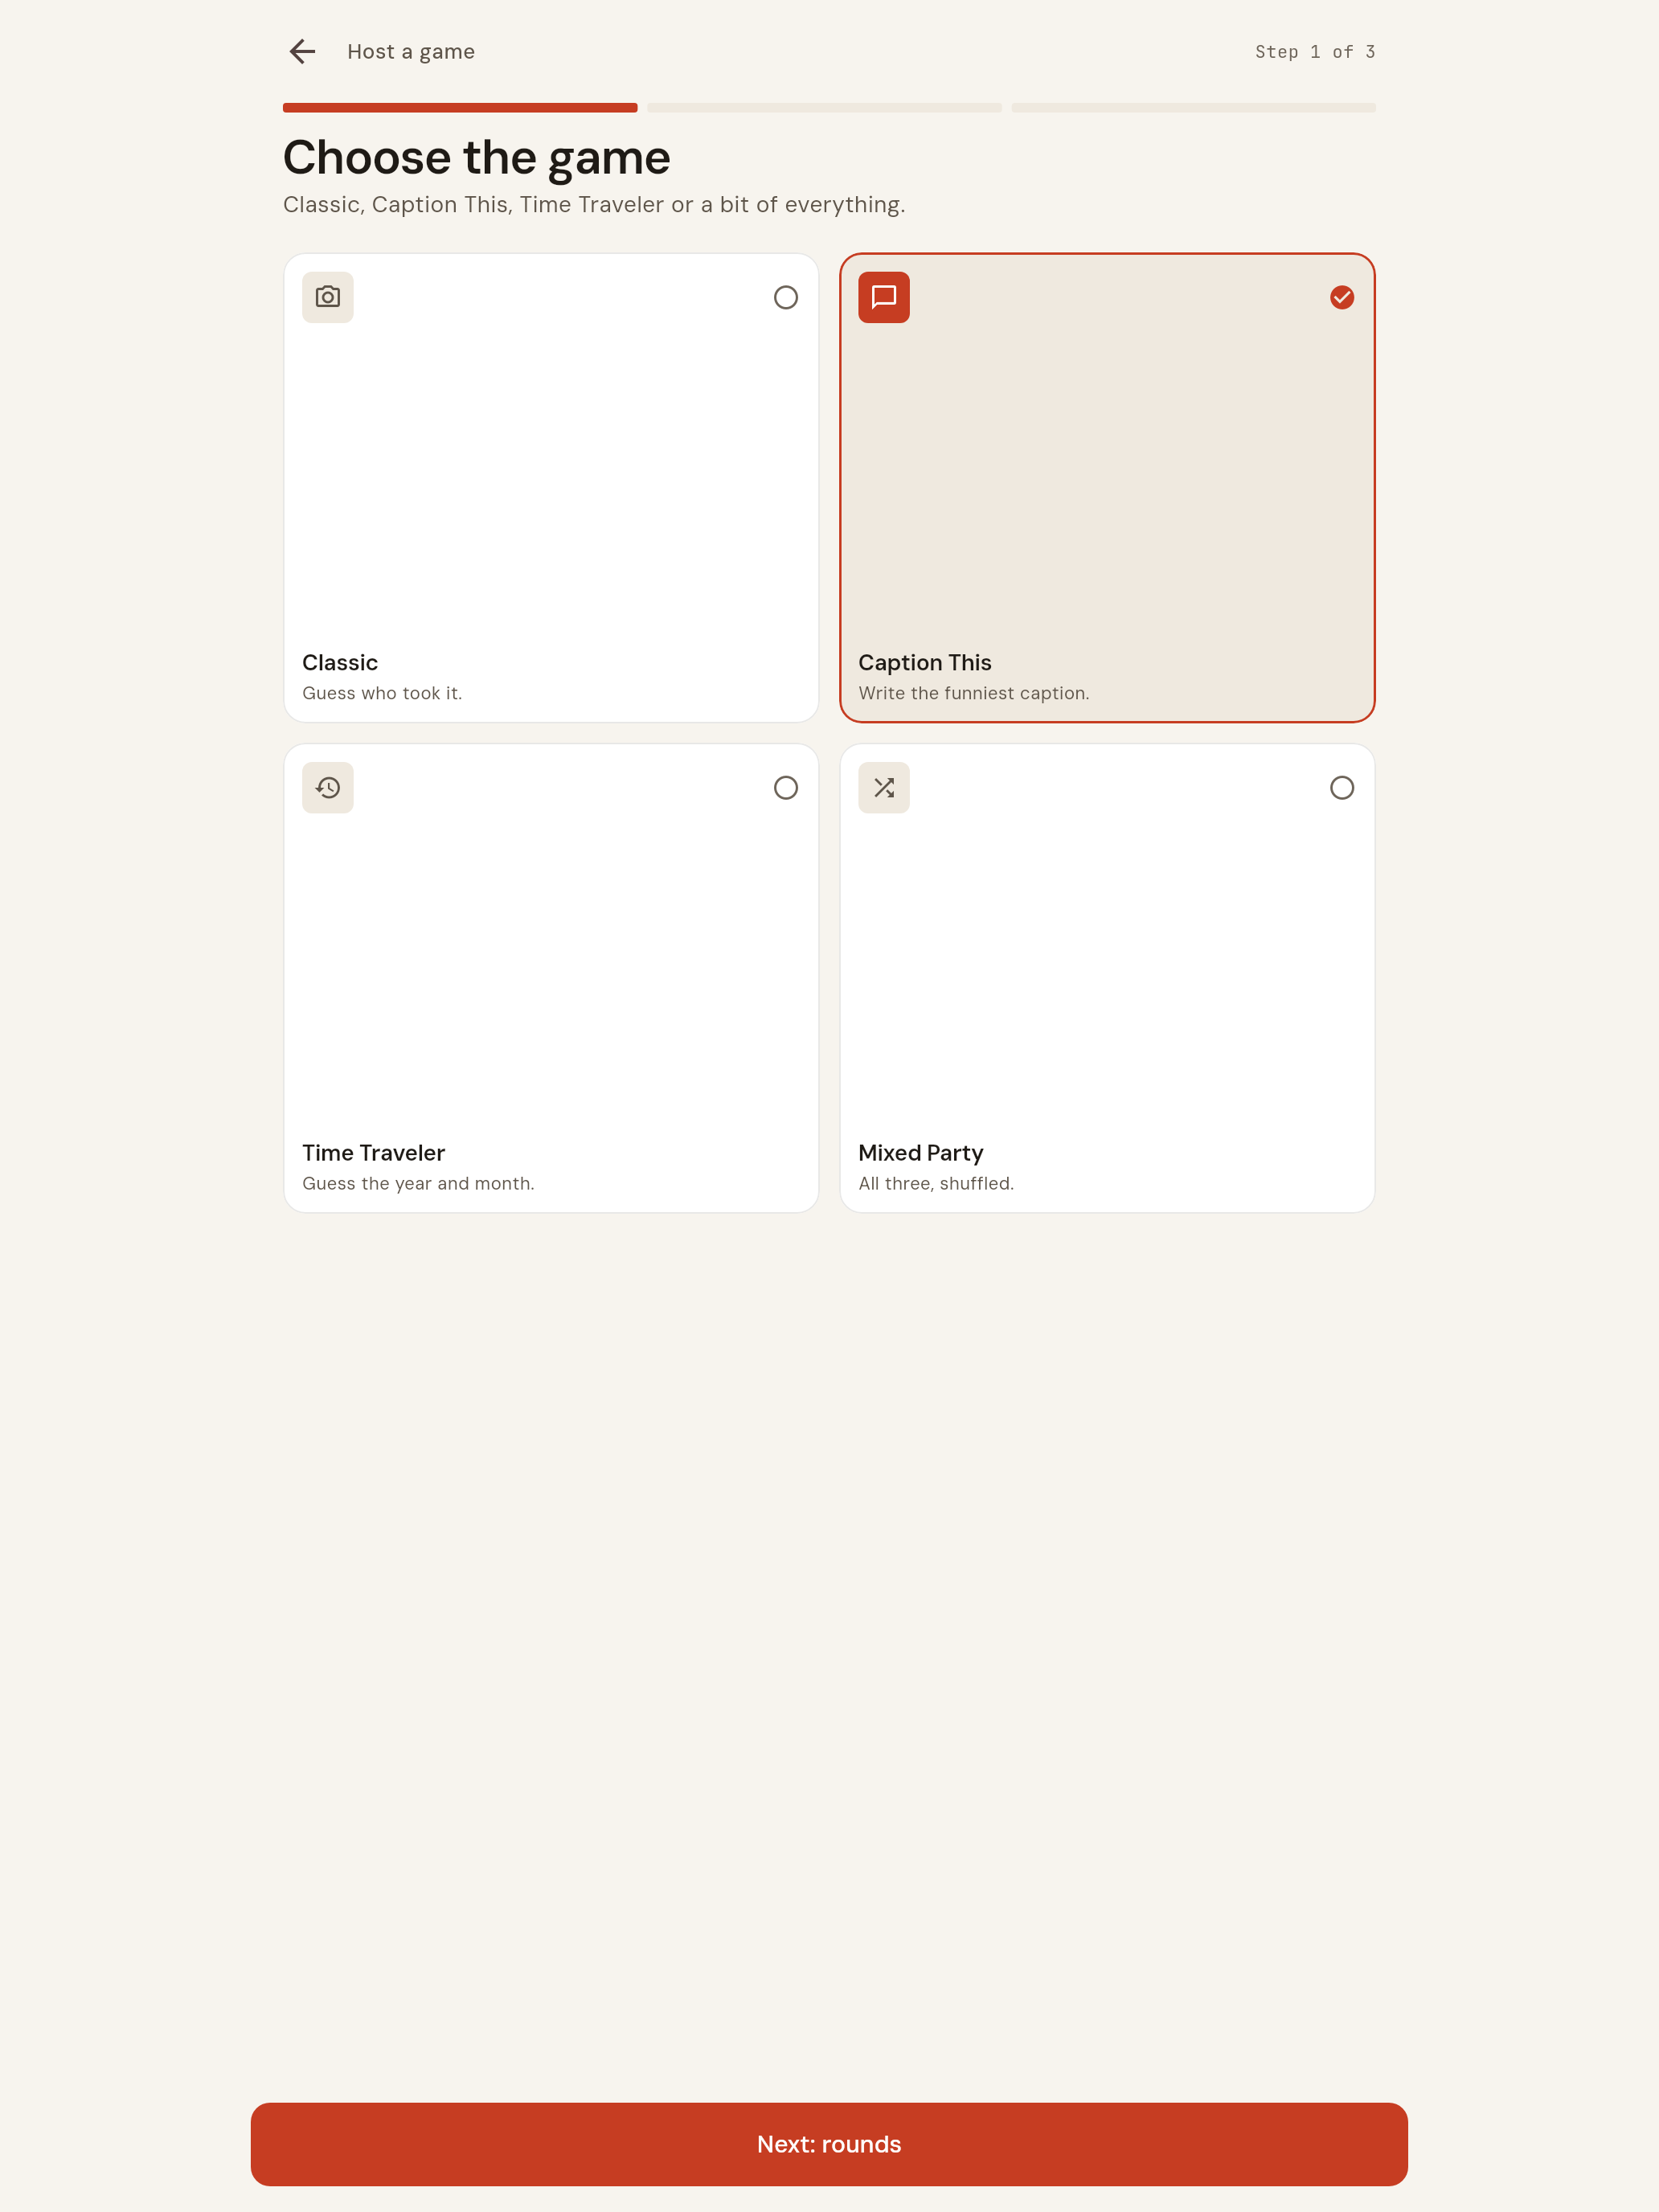 Host a game
Step 1 of 3
Choose the game
Classic, Caption This, Time Traveler or a bit of everything.
Classic
Guess who took it.
Caption This
Write the funniest caption.
Time Traveler
Guess the year and month.
Mixed Party
All three, shuffled.
Next: rounds